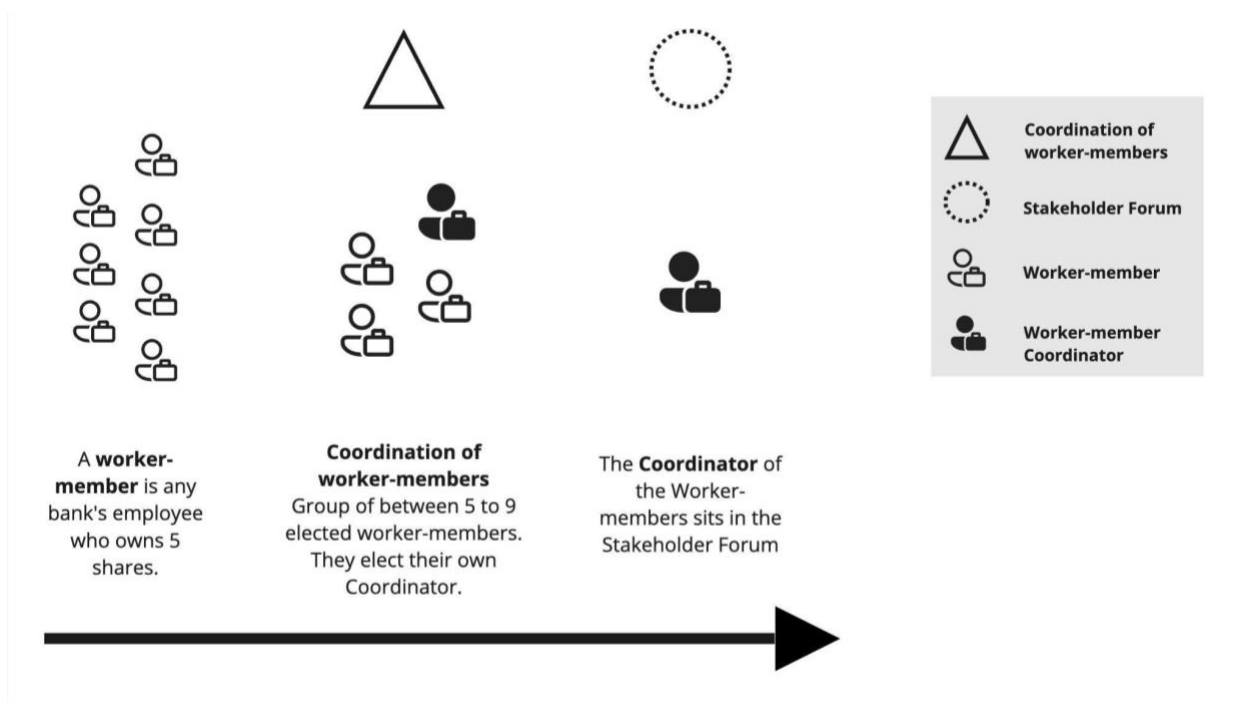 A worker-
member is any
bank's employee
who owns 5
shares.
Coordination of
worker-members
Group of between 5 to 9
elected worker-members.
They elect their own
Coordinator.
The Coordinator of
the Worker-
members sits in the
Stakeholder Forum
Coordination of
worker-members
Stakeholder Forum
Worker-member
Worker-member
Coordinator